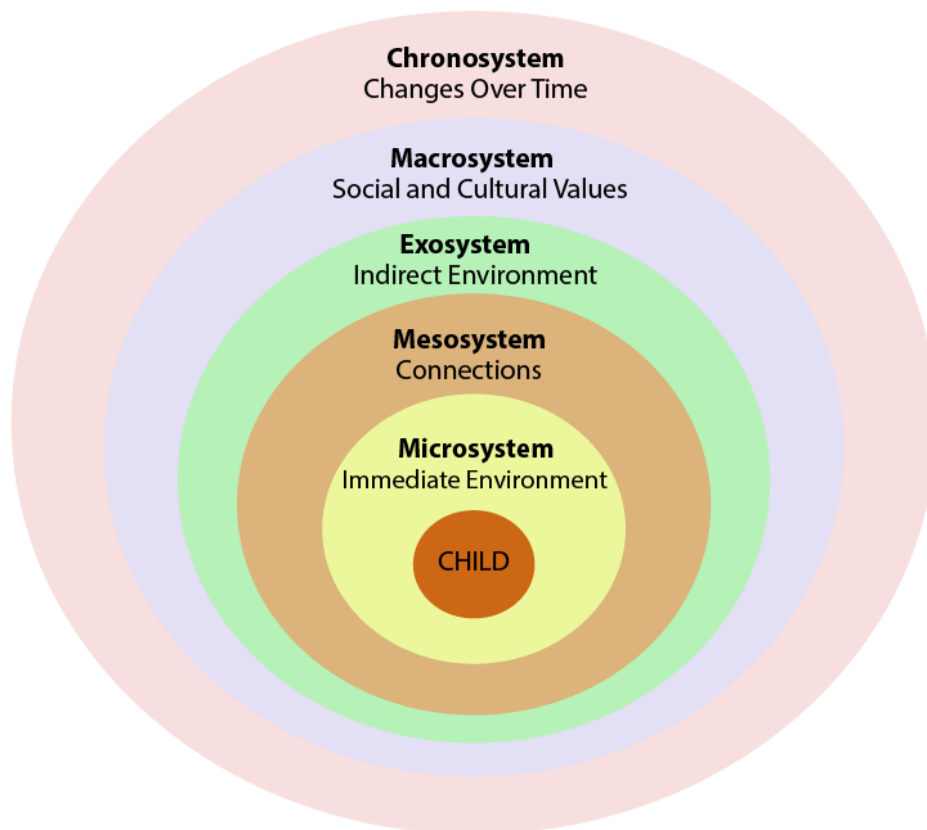 Chronosystem
Changes Over Time
Macrosystem
Social and Cultural Values
Exosystem
Indirect Environment
Mesosystem
Connections
Microsystem
Immediate Environment
CHILD